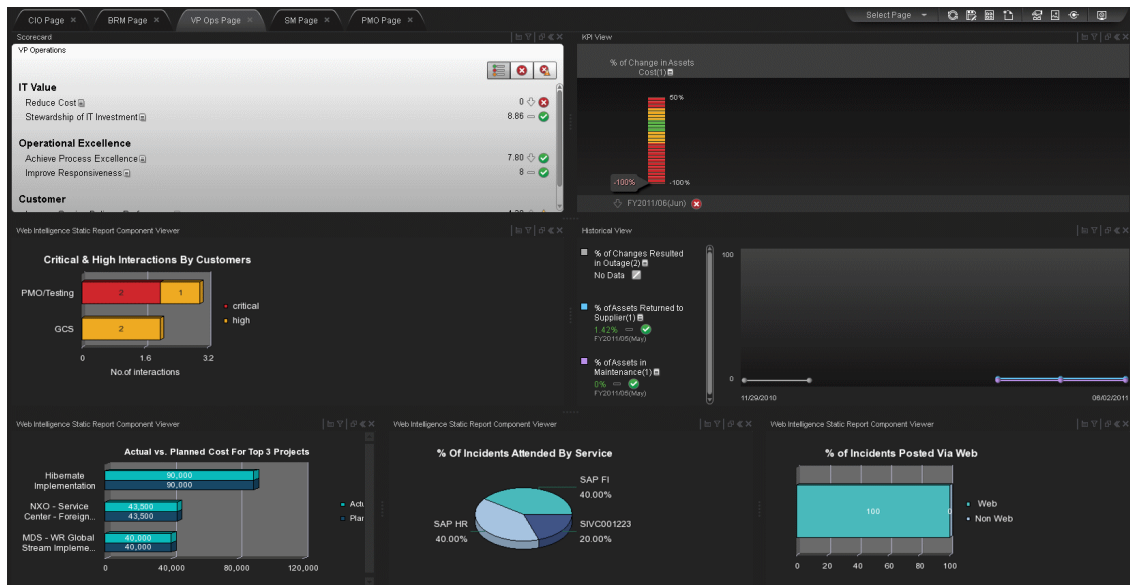 CIO Page ×
BRM Page ×
VP Ops Page ×
SM Page ×
PMO Page ×
Select Page
Scorecard
VP Operations
IT Value
Reduce Cost
0
Stewardship of IT Investment
8.86
Operational Excellence
Achieve Process Excellence
7.80
Improve Responsiveness
8
Customer
KPI View
% of Change in Assets
Cost(1)
50%
-100%
-100%
FY2011/06(Jun)
Web Intelligence Static Report Component Viewer
Critical & High Interactions By Customers
PMO/Testing
2
1
GCS
2
0
1.6
3.2
No.of interactions
critical
high
Historical View
% of Changes Resulted
in Outage(2)
No Data
% of Assets Returned to
Supplier(1)
1.42%
FY2011/05(May)
% of Assets in
Maintenance(1)
0%
FY2011/05(May)
100
0
11/29/2010
06/02/2011
Web Intelligence Static Report Component Viewer
Actual vs. Planned Cost For Top 3 Projects
Hibernate
Implementation
90,000
90,000
NXO - Service
Center - Foreign...
43,500
43,500
MDS - WR Global
Stream Impleme...
40,000
40,000
0
40,000
80,000
120,000
Actu
Plar
Web Intelligence Static Report Component Viewer
% Of Incidents Attended By Service
SAP FI
40.00%
SAP HR
40.00%
SIVC001223
20.00%
Web Intelligence Static Report Component Viewer
% of Incidents Posted Via Web
100
0
Web
Non Web
0
20
40
60
80
100